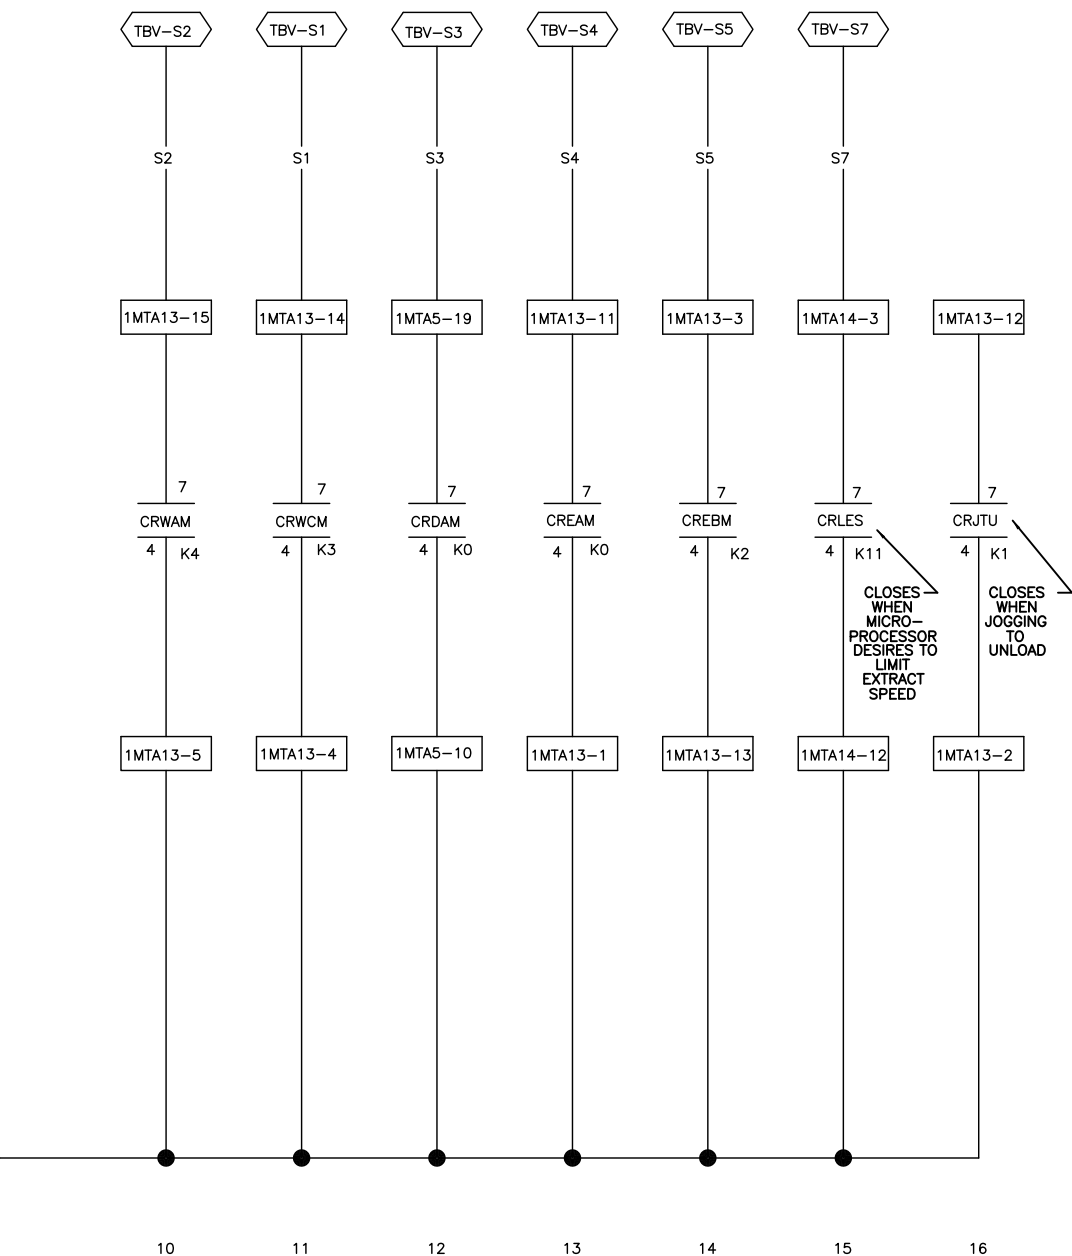 TBV-S2 TBV-S1 TBV-S3 TBV-S4 TBV-S5 TBV-S7
S2 S1 S3 S4 S5 S7
1MTA13-15 1MTA13-14 1MTA5-19 1MTA13-11 1MTA13-3 1MTA14-3 1MTA13-12
7 7 7 7 7 7 7
CRWAM CRWCM CRDAM CREAM CREBM CRLES CRJTU
4 K4 4 K3 4 K0 4 K0 4 K2 4 K11 4 K1
CLOSES
WHEN
MICRO-
PROCESSOR
DESIRES TO
LIMIT
EXTRACT
SPEED
CLOSES
WHEN
JOGGING
TO
UNLOAD
1MTA13-5 1MTA13-4 1MTA5-10 1MTA13-1 1MTA13-13 1MTA14-12 1MTA13-2
10 11 12 13 14 15 16